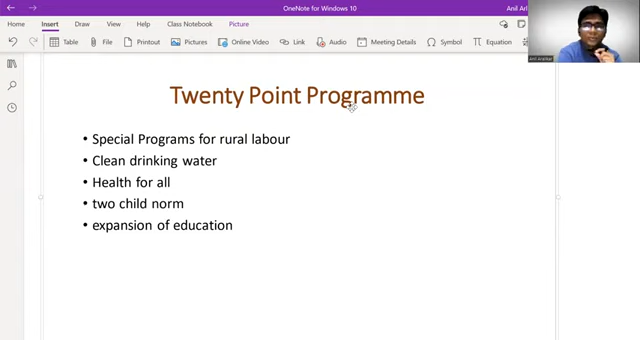 OneNote for Windows 10
Anil Arl
Home Insert Draw View Help Class Notebook Picture
Table File Printout Pictures Online Video Link Audio Meeting Details Symbol Equation
Twenty Point Programme
• Special Programs for rural labour
• Clean drinking water
• Health for all
• two child norm
• expansion of education